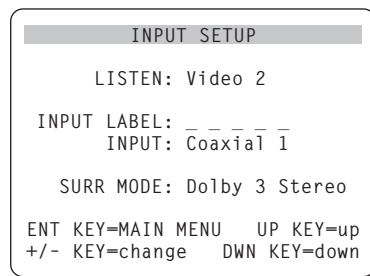 INPUT SETUP
LISTEN: Video 2
INPUT LABEL: _ _ _ _ _
INPUT: Coaxial 1
SURR MODE: Dolby 3 Stereo
ENT KEY=MAIN MENU UP KEY=up
+/- KEY=change DWN KEY=down